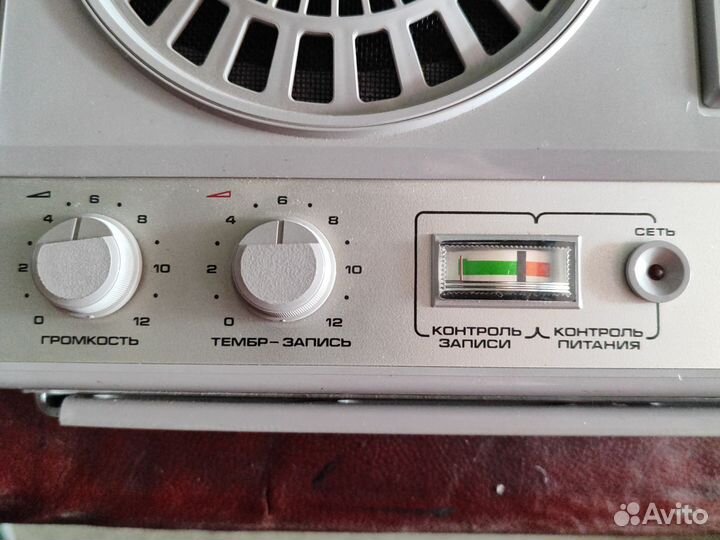 6
4 8
2 10
0 12
ГРОМКОСТЬ
6
4 8
2 10
0 12
ТЕМБР-ЗАПИСЬ
СЕТЬ
КОНТРОЛЬ ЗАПИСИ
КОНТРОЛЬ ПИТАНИЯ
Avito